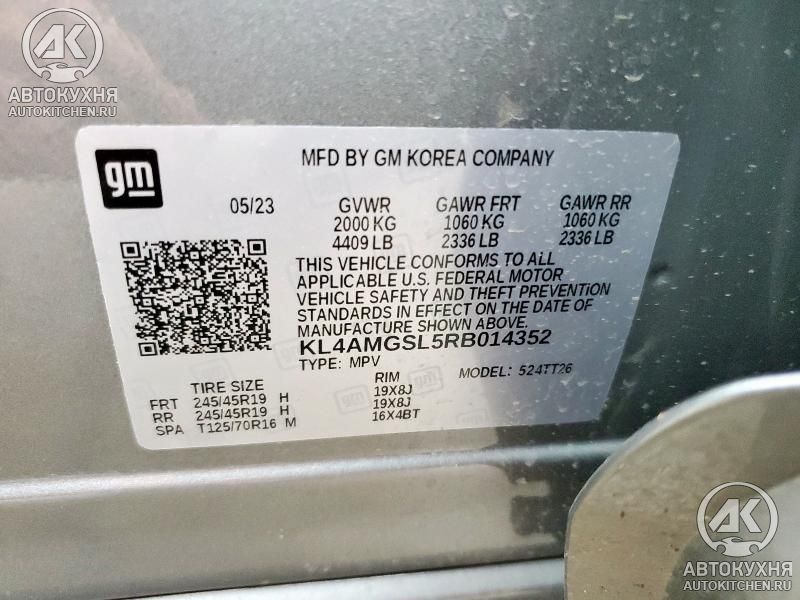 АК
АВТОКУХНЯ
AUTOKITCHEN.RU
gm
MFD BY GM KOREA COMPANY
05/23 GVWR GAWR FRT GAWR RR
2000 KG 1060 KG 1060 KG
4409 LB 2336 LB 2336 LB
THIS VEHICLE CONFORMS TO ALL
APPLICABLE U.S. FEDERAL MOTOR
VEHICLE SAFETY AND THEFT PREVENTION
STANDARDS IN EFFECT ON THE DATE OF
MANUFACTURE SHOWN ABOVE.
KL4AMGSL5RB014352
TYPE: MPV MODEL: 524TT26
TIRE SIZE RIM
FRT 245/45R19 H 19X8J
RR 245/45R19 H 19X8J
SPA T125/70R16 M 16X4BT
АК
АВТОКУХНЯ
AUTOKITCHEN.RU